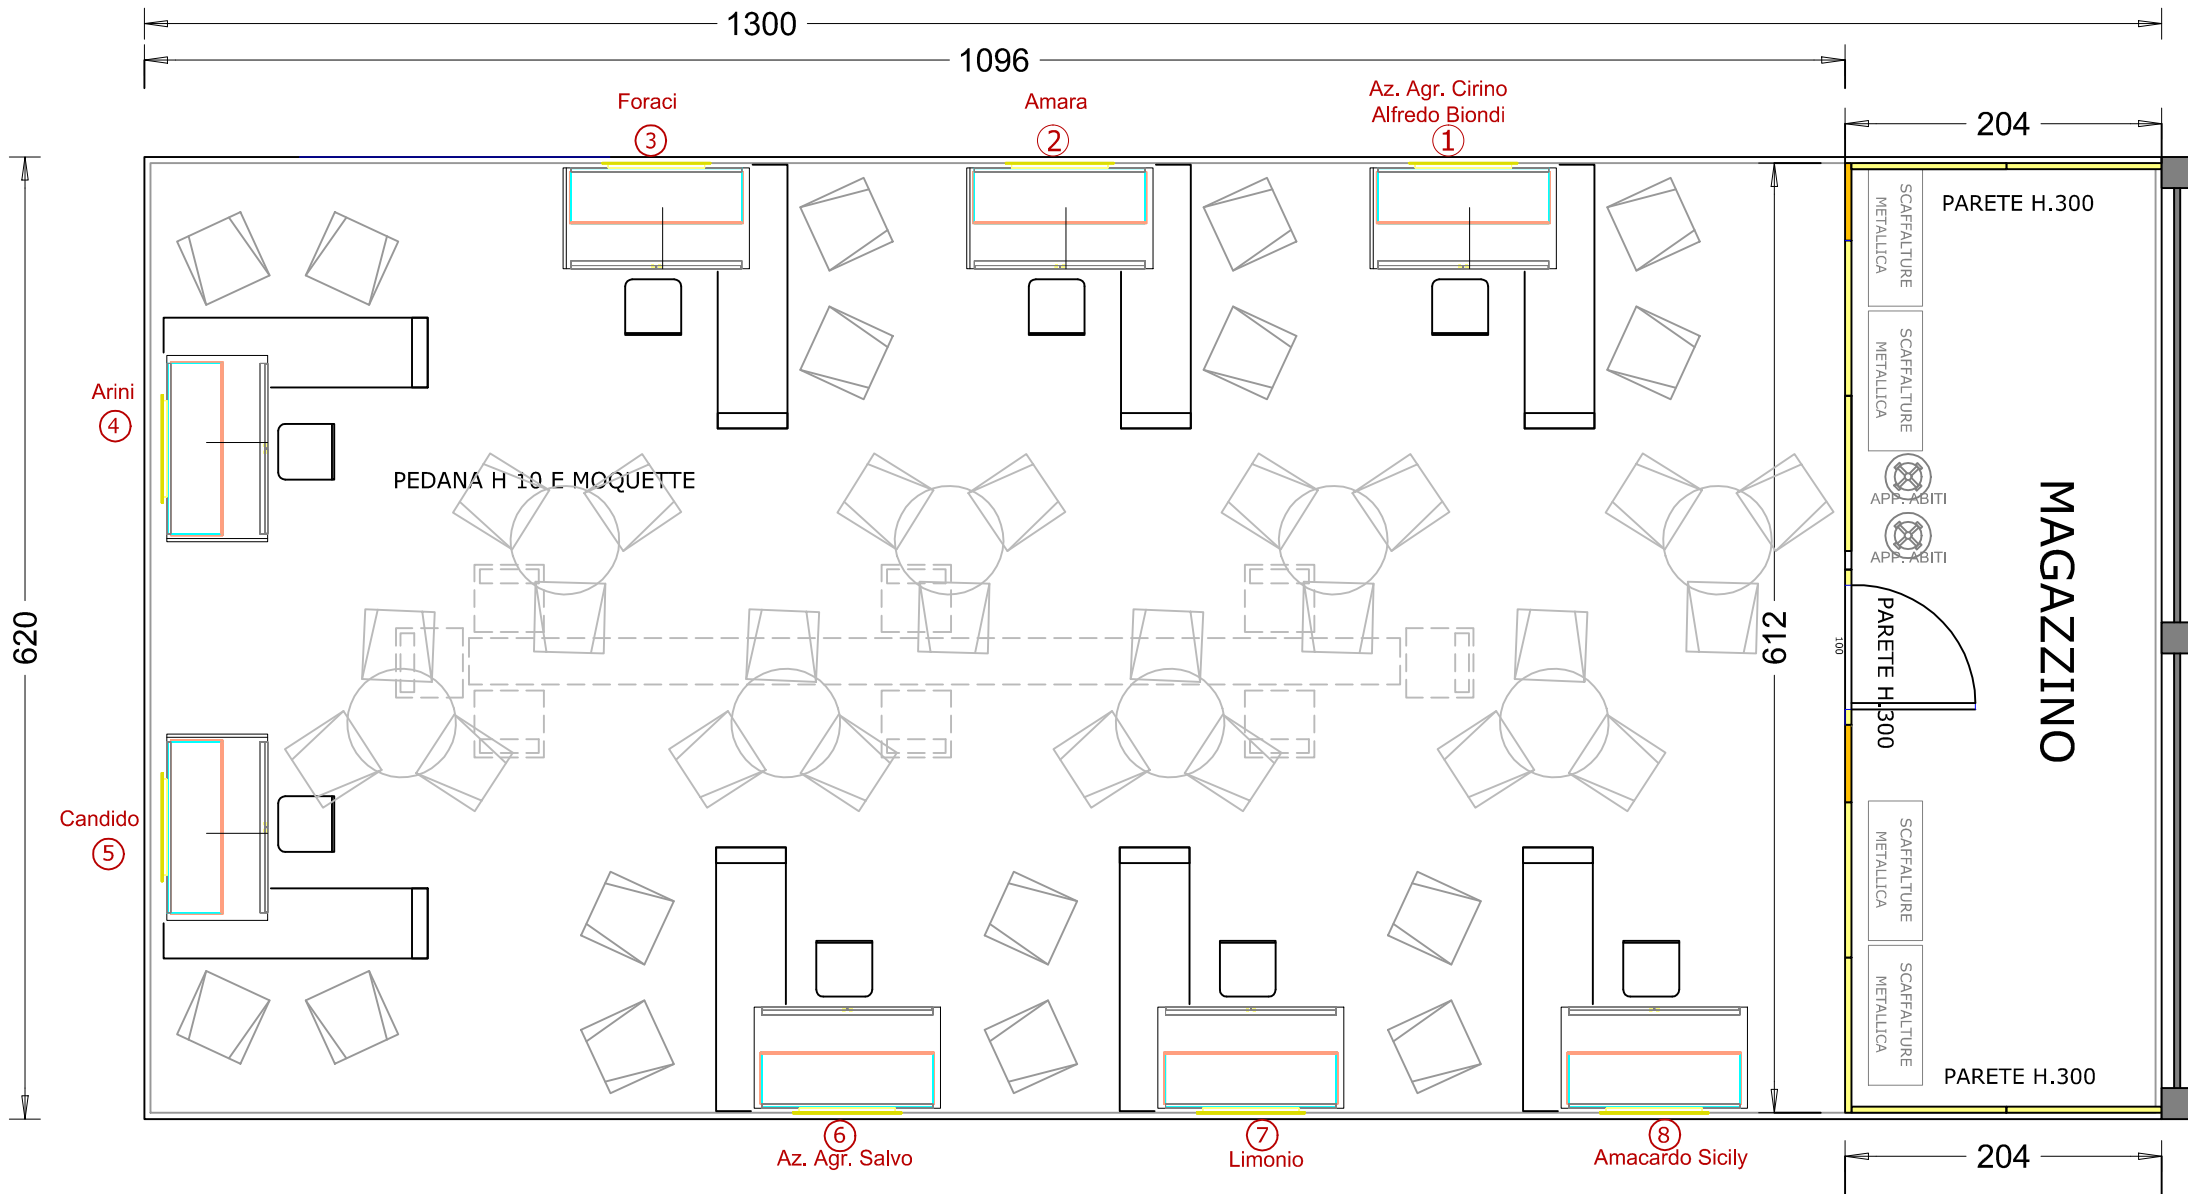 1300
1096
Az. Agr. Cirino
Alfredo Biondi
Foraci
Amara
204
3
2
1
PARETE H.300
SCAFFALTURE
METALLICA
SCAFFALTURE
METALLICA
Arini
4
PEDANA H 10 E MOQUETTE
APP. ABITI
APP. ABITI
MAGAZZINO
620
612
100
PARETE H.300
Candido
5
SCAFFALTURE
METALLICA
SCAFFALTURE
METALLICA
PARETE H.300
6
7
8
Az. Agr. Salvo
Limonio
Amacardo Sicily
204